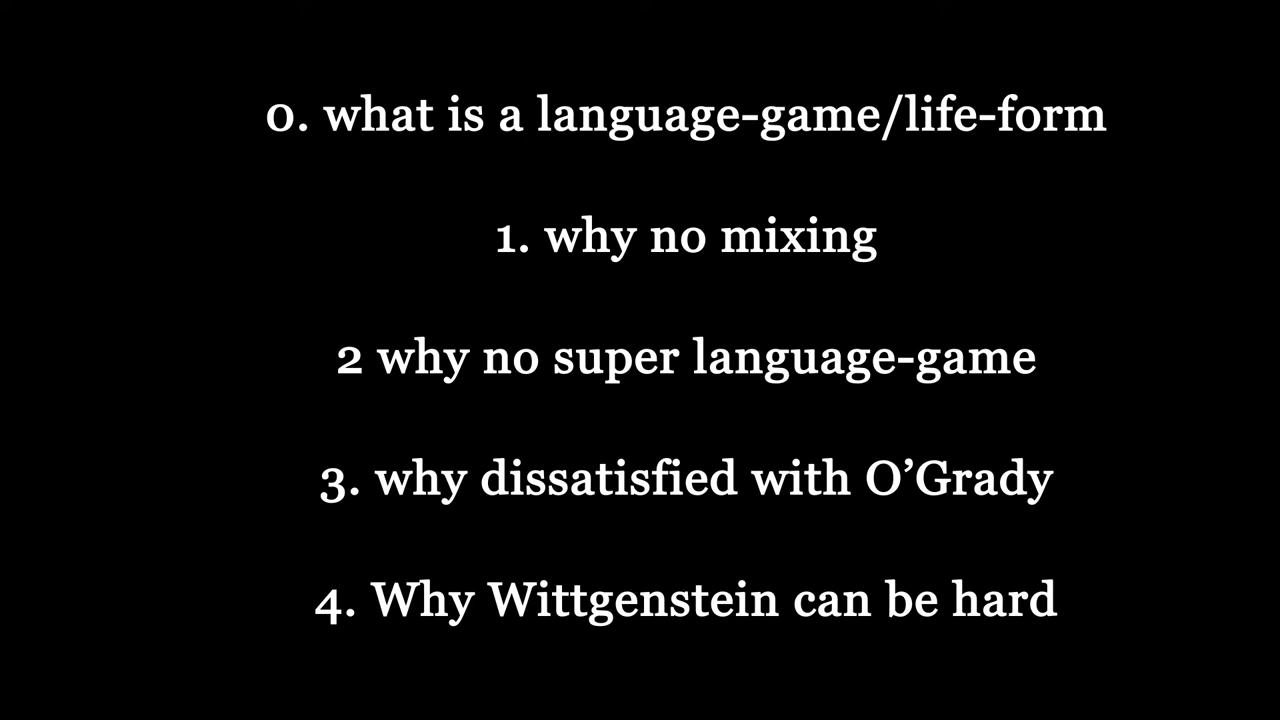 0. what is a language-game/life-form
1. why no mixing
2 why no super language-game
3. why dissatisfied with O’Grady
4. Why Wittgenstein can be hard